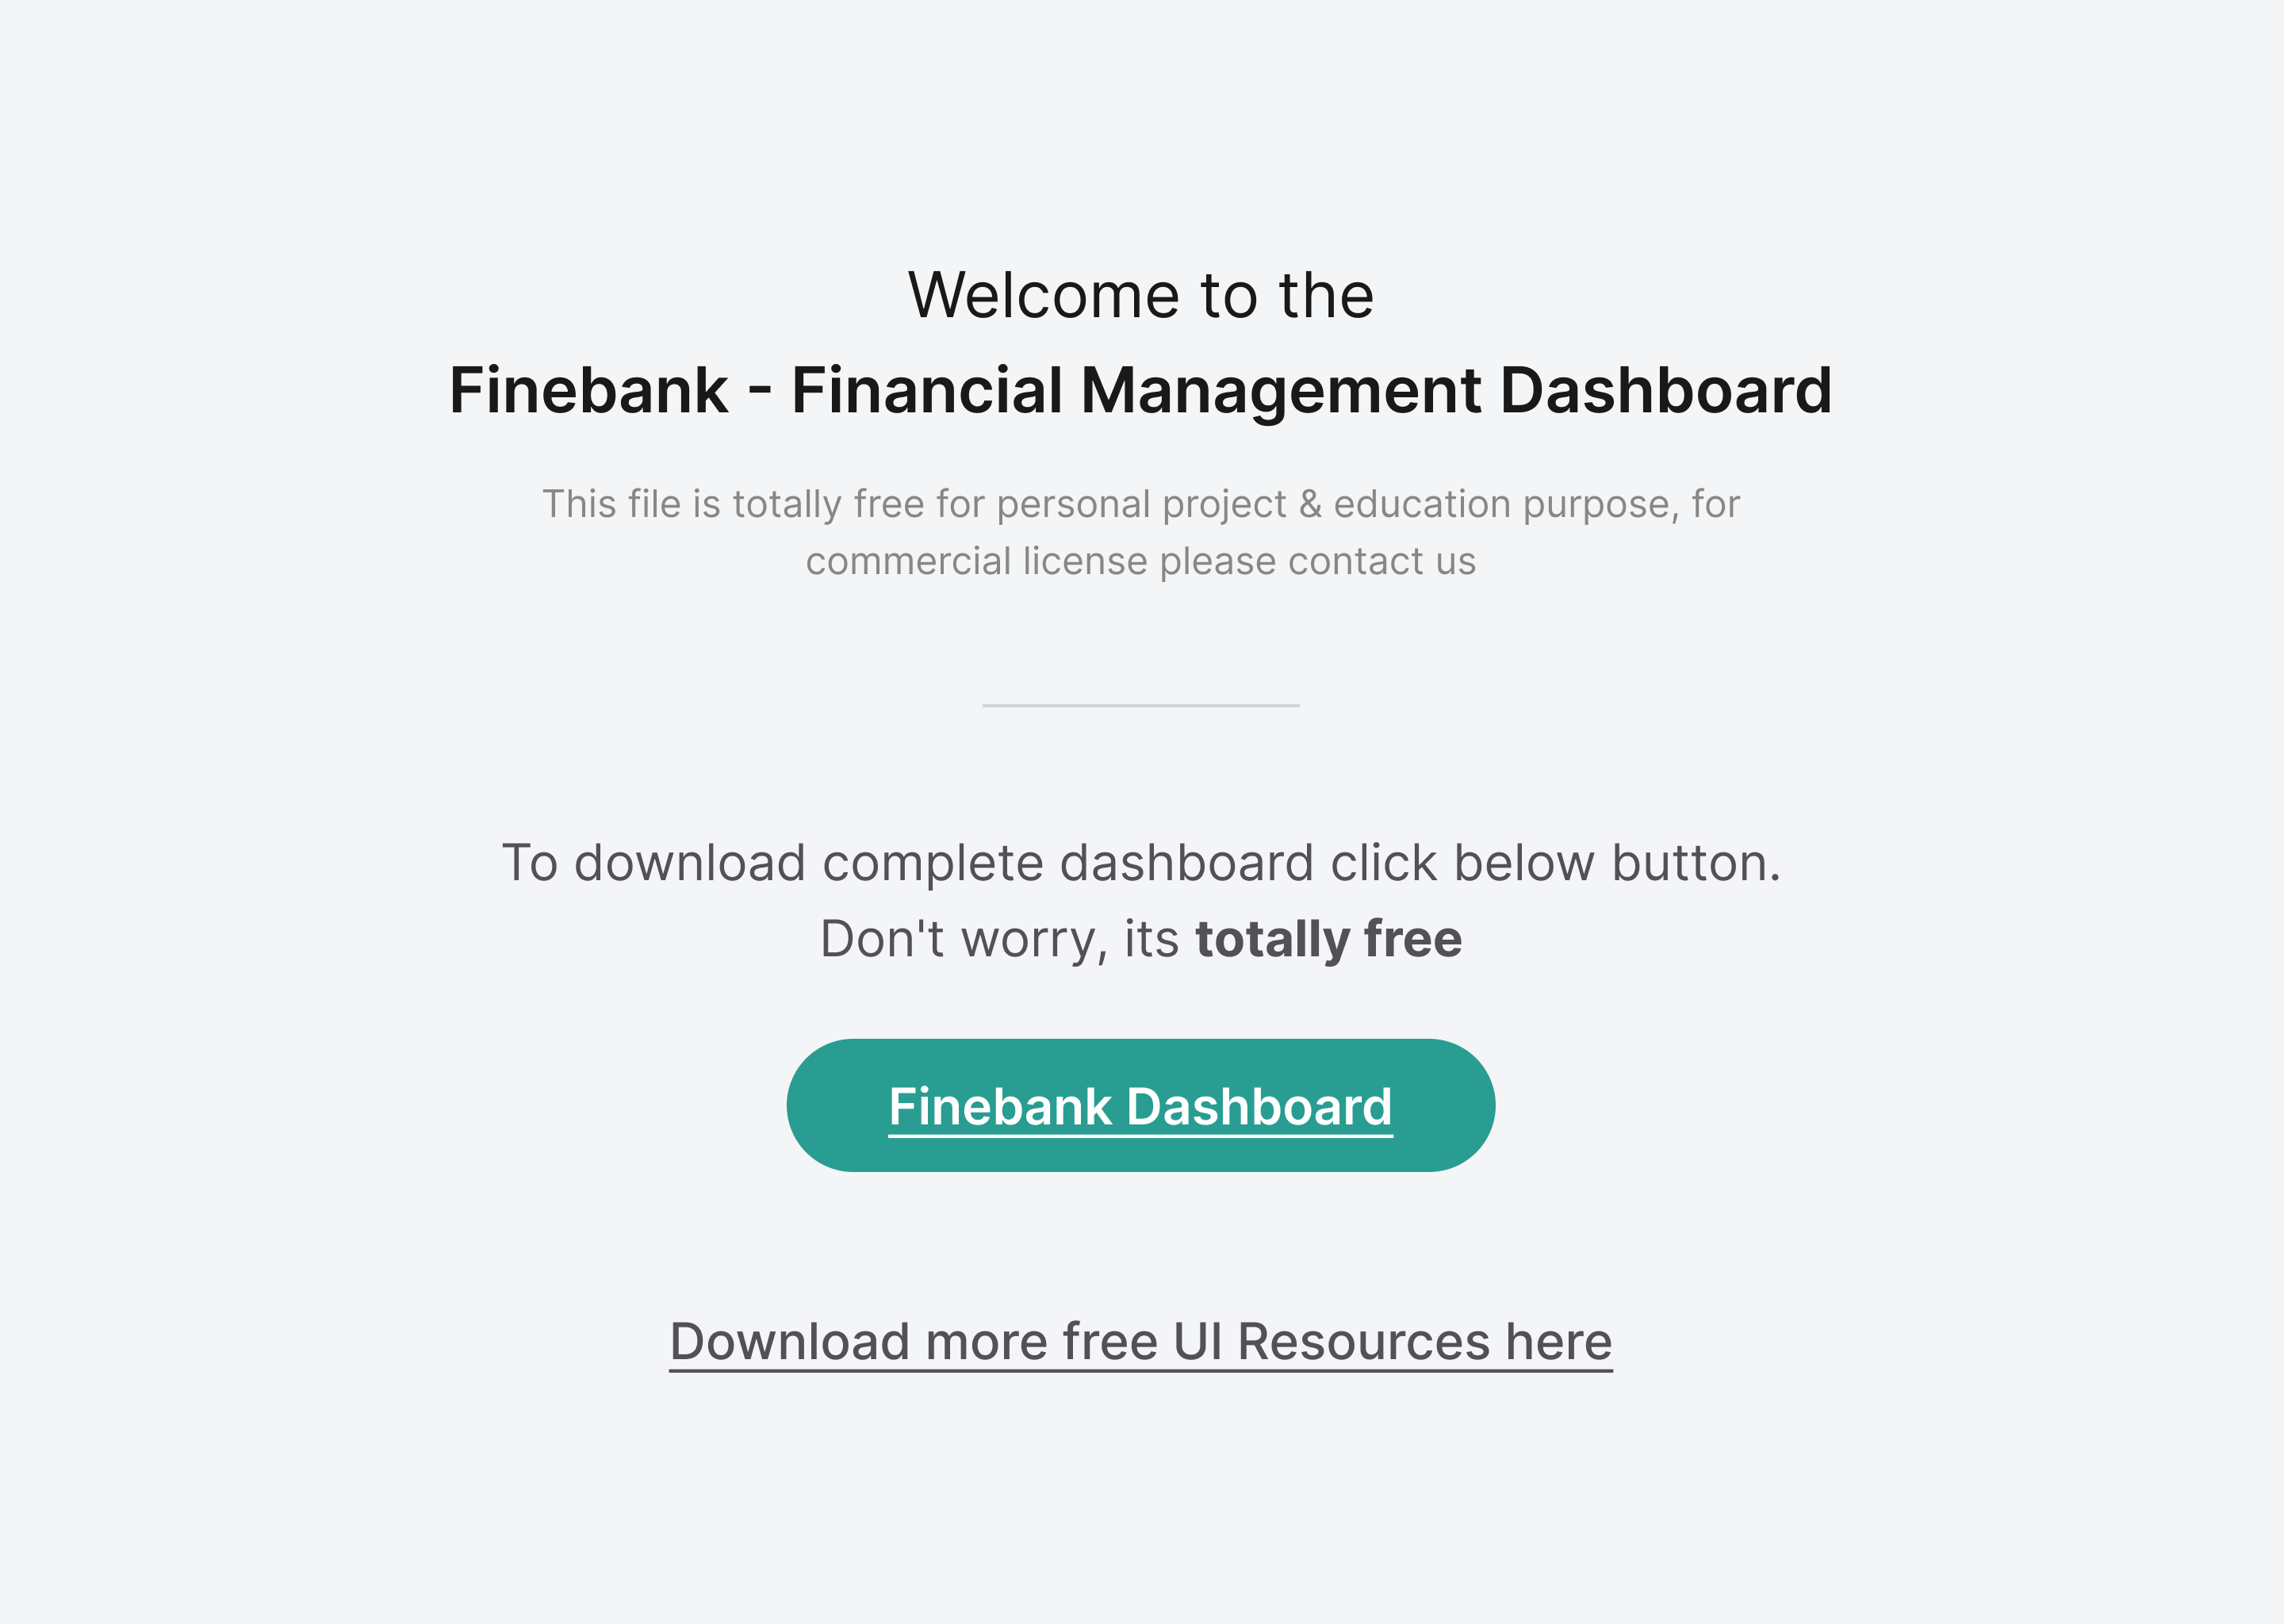 Welcome to the
Finebank - Financial Management Dashboard
This file is totally free for personal project & education purpose, for
commercial license please contact us
To download complete dashboard click below button.
Don't worry, its totally free
Finebank Dashboard
Download more free UI Resources here